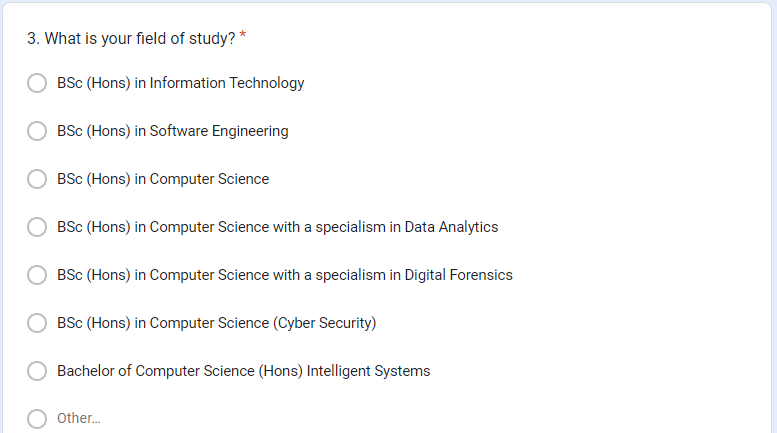 3. What is your field of study? *
BSc (Hons) in Information Technology
BSc (Hons) in Software Engineering
BSc (Hons) in Computer Science
BSc (Hons) in Computer Science with a specialism in Data Analytics
BSc (Hons) in Computer Science with a specialism in Digital Forensics
BSc (Hons) in Computer Science (Cyber Security)
Bachelor of Computer Science (Hons) Intelligent Systems
Other...